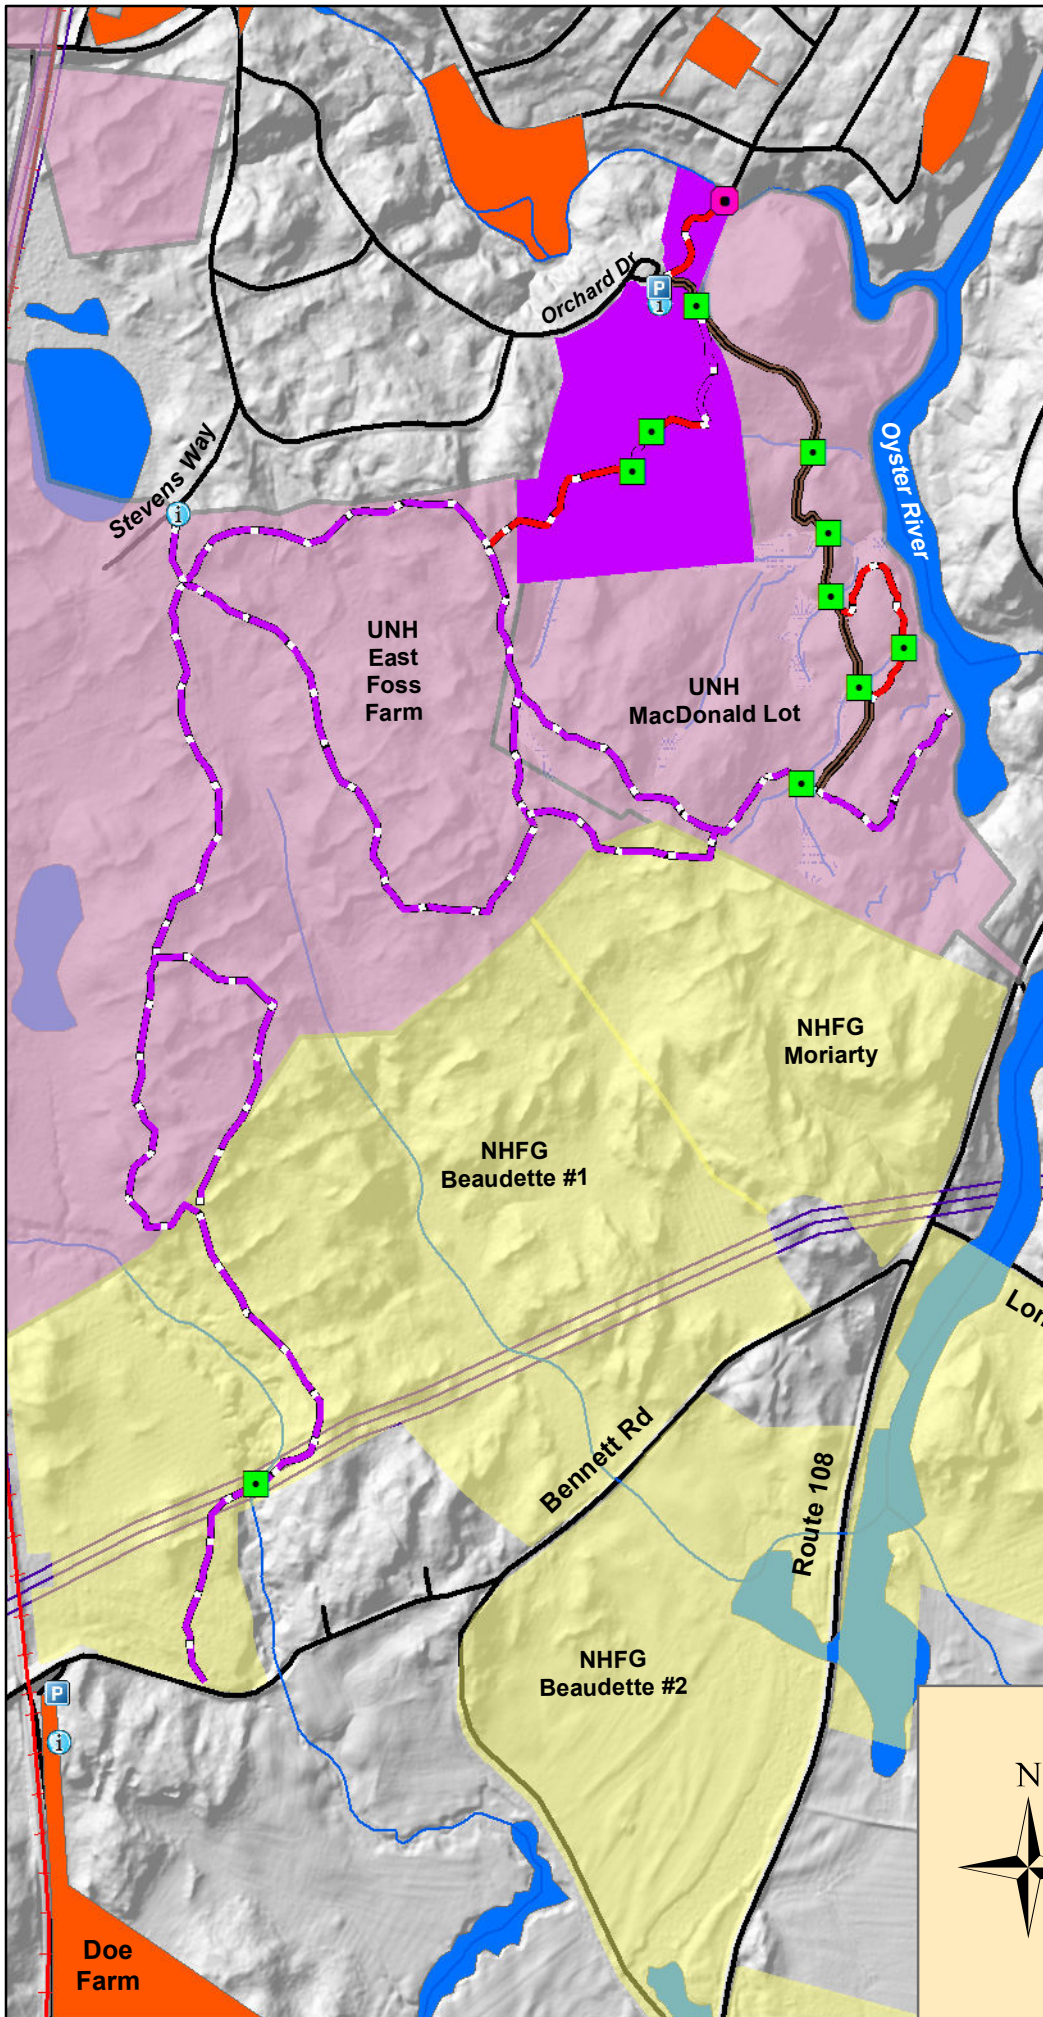 P
i
Orchard Dr
Stevens Way
i
Oyster River
UNH
East
Foss
Farm
UNH
MacDonald Lot
NHFG
Moriarty
NHFG
Beaudette #1
Lon
Bennett Rd
Route 108
NHFG
Beaudette #2
P
i
N
Doe
Farm